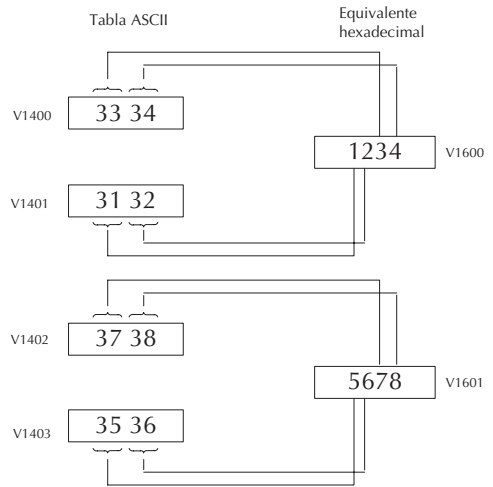 Tabla ASCII
Equivalente
hexadecimal
V1400
33 34
1234
V1600
V1401
31 32
V1402
37 38
5678
V1601
V1403
35 36